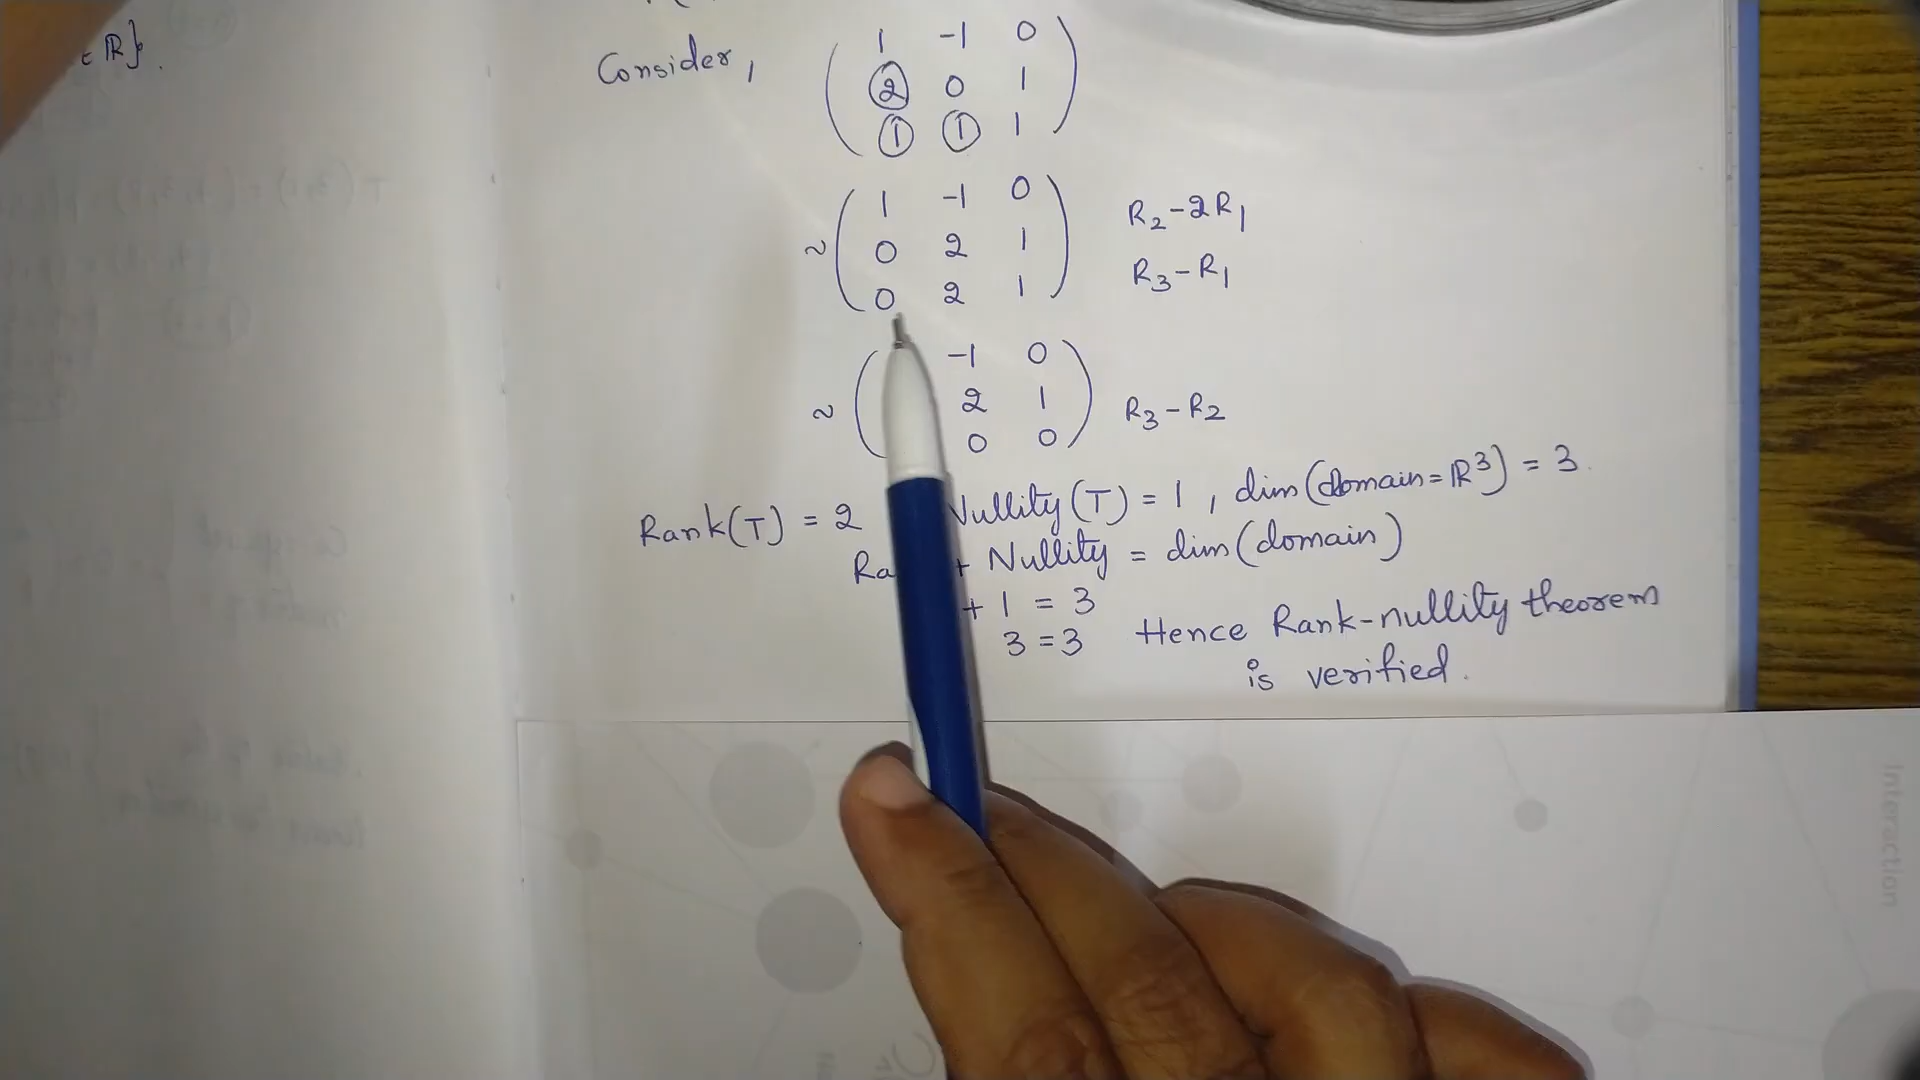 ∈ ℝ}.
Consider, ( 1 -1 0
2 0 1
1 1 1 )
~ ( 1 -1 0
0 2 1
0 2 1 ) R2-2R1
R3-R1
~ ( -1 0
2 1
0 0 ) R3-R2
Rank(T) = 2 Nullity(T) = 1, dim(domain=ℝ³) = 3.
Ra + Nullity = dim(domain)
+ 1 = 3
3 = 3 Hence Rank-nullity theorem
is verified.
Interaction